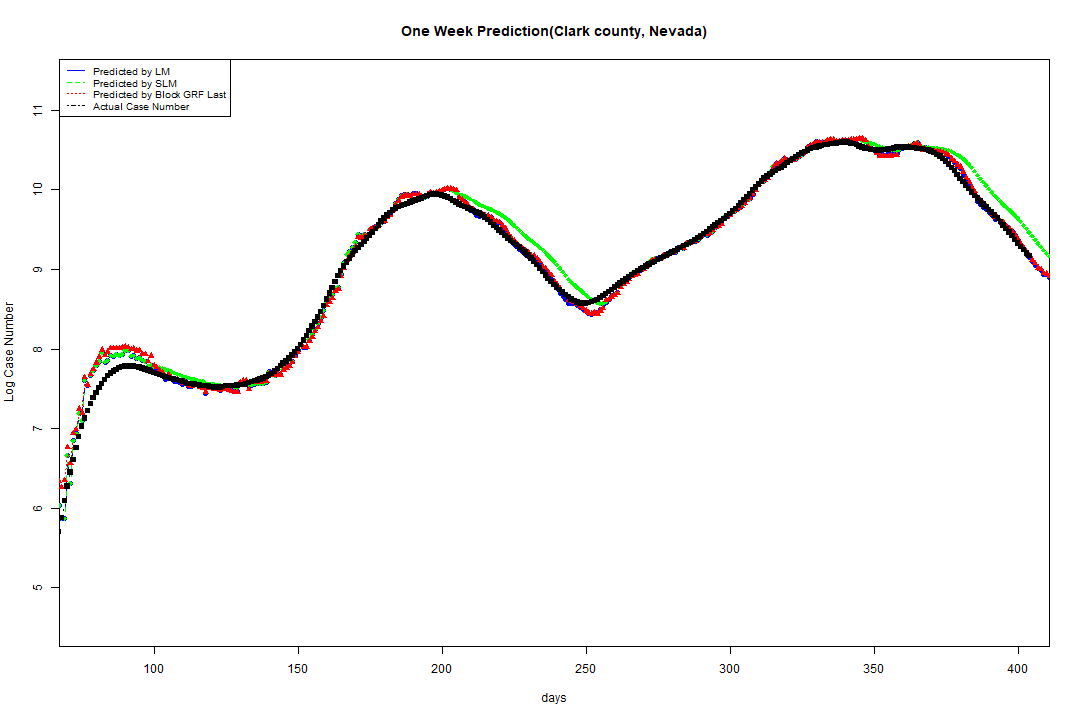 One Week Prediction(Clark county, Nevada)
Predicted by LM
Predicted by SLM
Predicted by Block GRF Last
Actual Case Number
11
10
9
8
7
6
5
Log Case Number
100 150 200 250 300 350 400
days